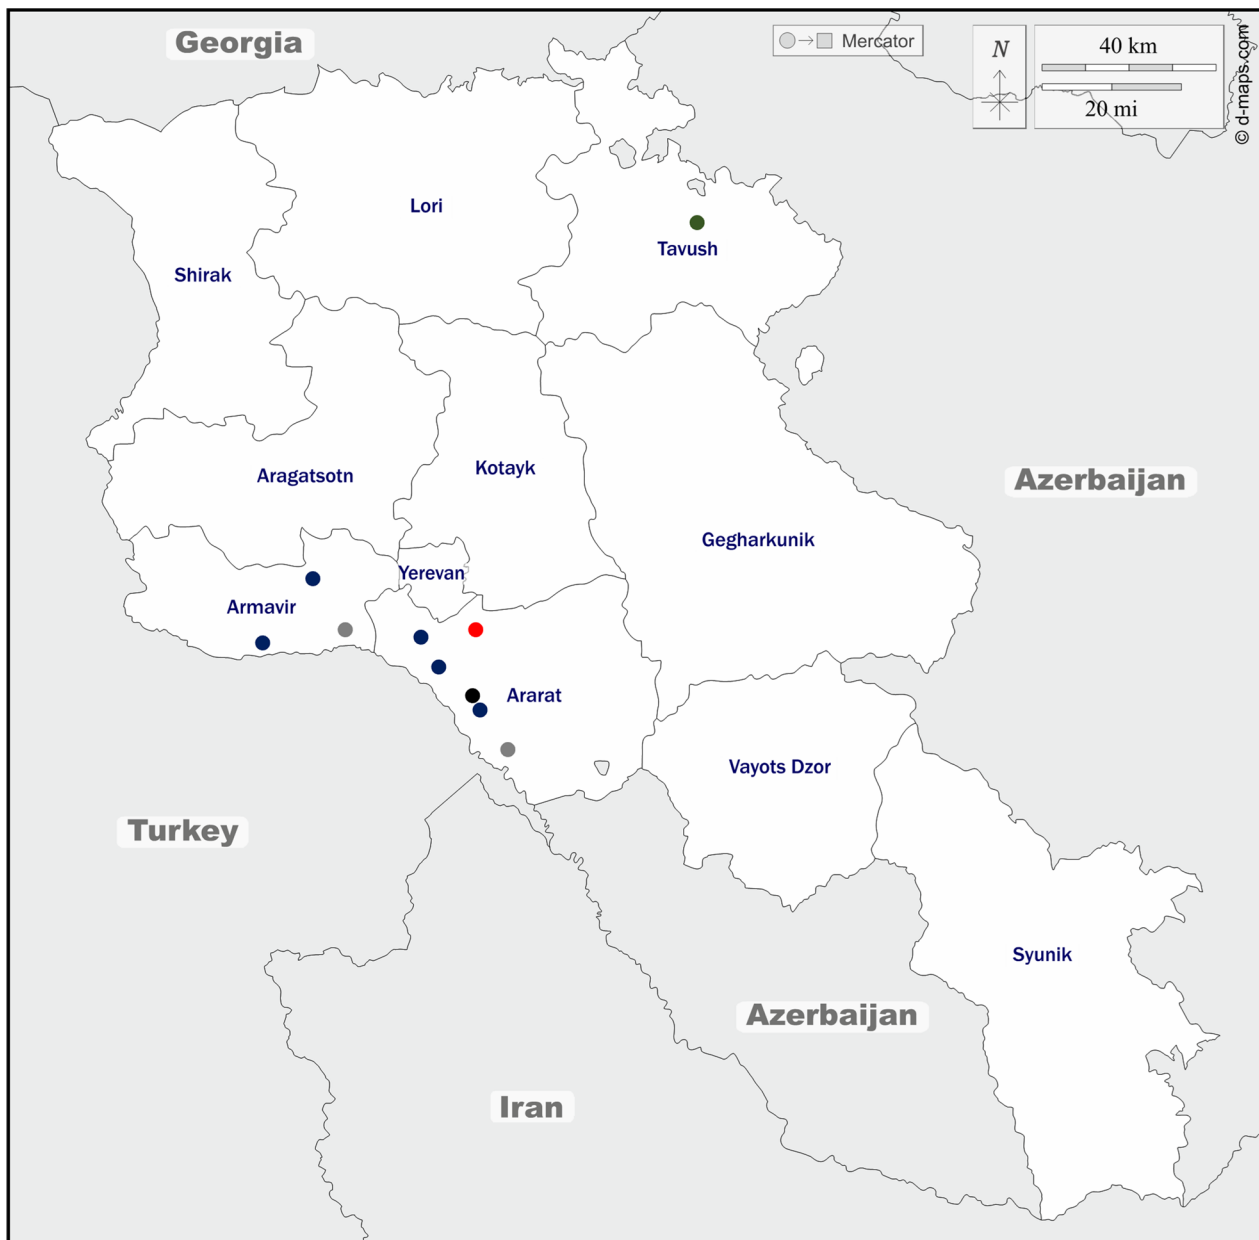 Georgia
Mercator
N
40 km
20 mi
© d-maps.com
Lori
Tavush
Shirak
Aragatsotn
Kotayk
Azerbaijan
Gegharkunik
Yerevan
Armavir
Ararat
Vayots Dzor
Turkey
Syunik
Azerbaijan
Iran